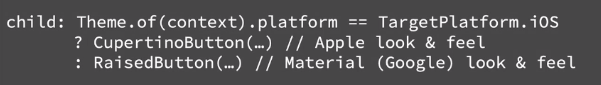 child: Theme.of(context).platform == TargetPlatform.iOS
? CupertinoButton(…) // Apple look & feel
: RaisedButton(…) // Material (Google) look & feel